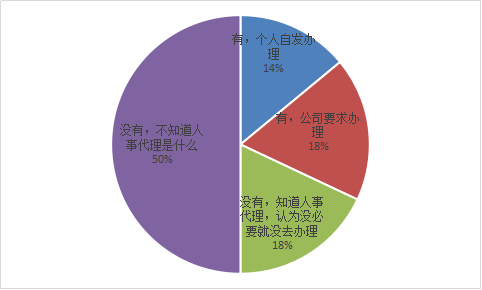 有，个人自发办
理
14%
有，公司要求办
理
18%
没有，知道人事
代理，认为没必
要就没去办理
18%
没有，不知道人
事代理是什么
50%